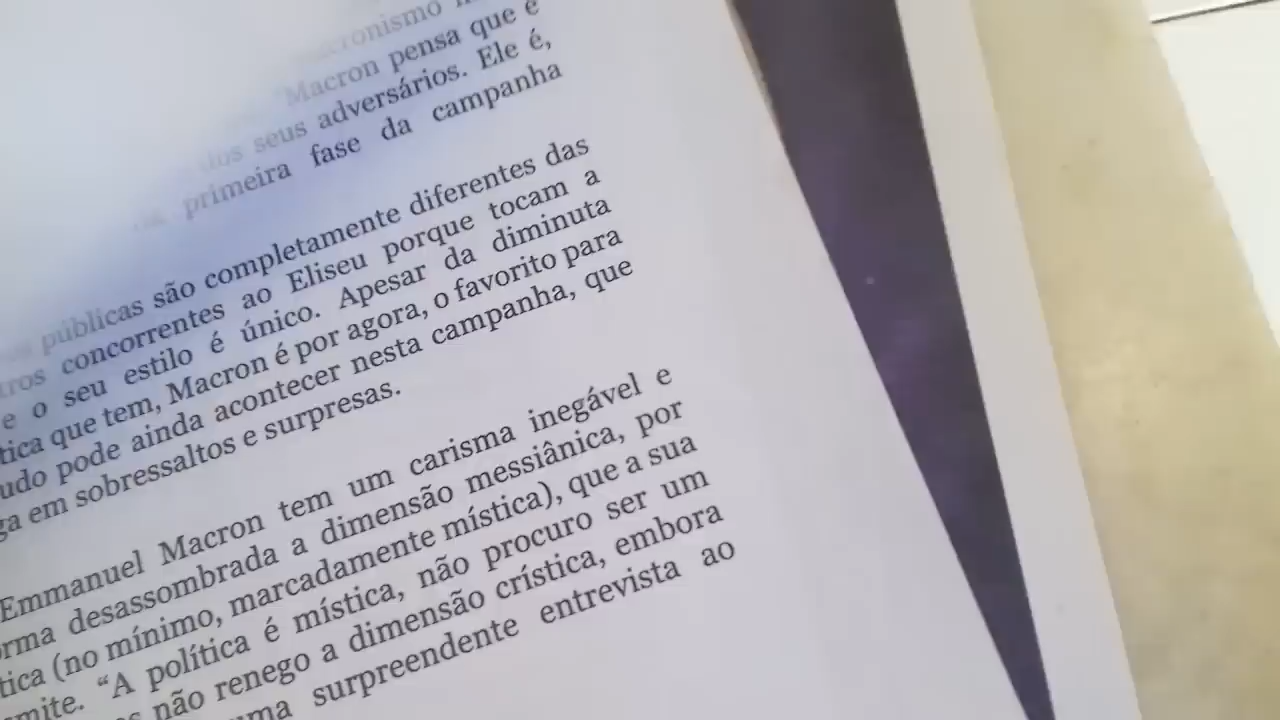 Macron pensa que é
dos seus adversários. Ele é,
primeira fase da campanha
públicas são completamente diferentes das
tros concorrentes ao Eliseu porque tocam a
e o seu estilo é único. Apesar da diminuta
tica que tem, Macron é por agora, o favorito para
udo pode ainda acontecer nesta campanha, que
ga em sobressaltos e surpresas.
Emmanuel Macron tem um carisma inegável e
orma desassombrada a dimensão messiânica, por
tica (no mínimo, marcadamente mística), que a sua
mite. “A política é mística, não procuro ser um
não renego a dimensão crística, embora
uma surpreendente entrevista ao